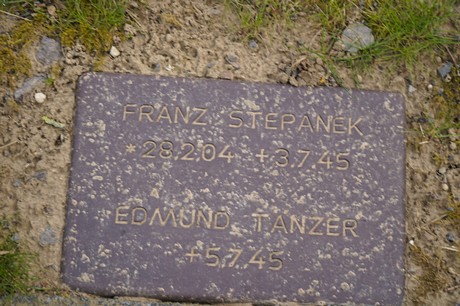 FRANZ STEPANEK
*28.2.04 +3.7.45
EDMUND TANZER
+5.7.45